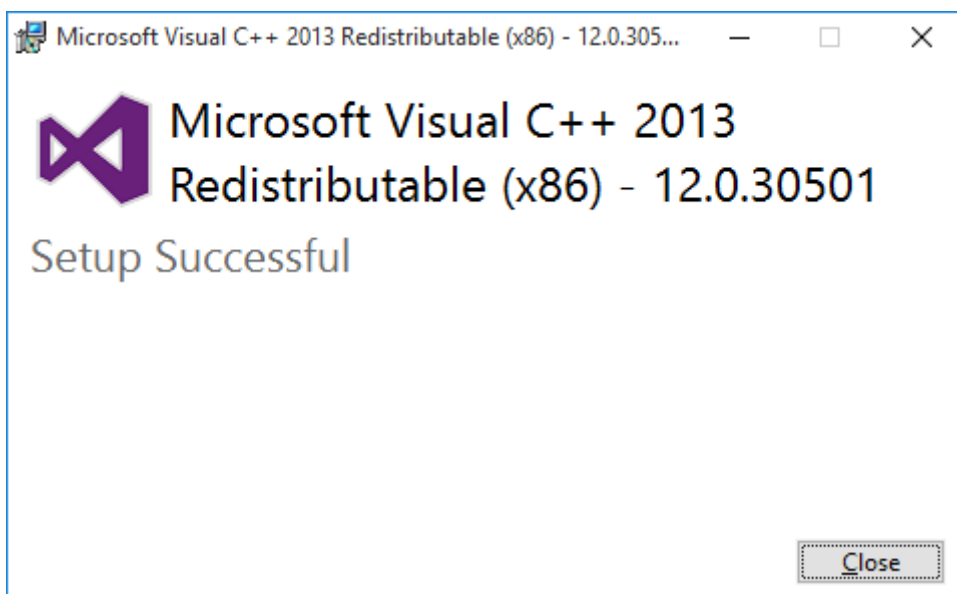 Microsoft Visual C++ 2013 Redistributable (x86) - 12.0.305...
Microsoft Visual C++ 2013
Redistributable (x86) - 12.0.30501
Setup Successful
Close